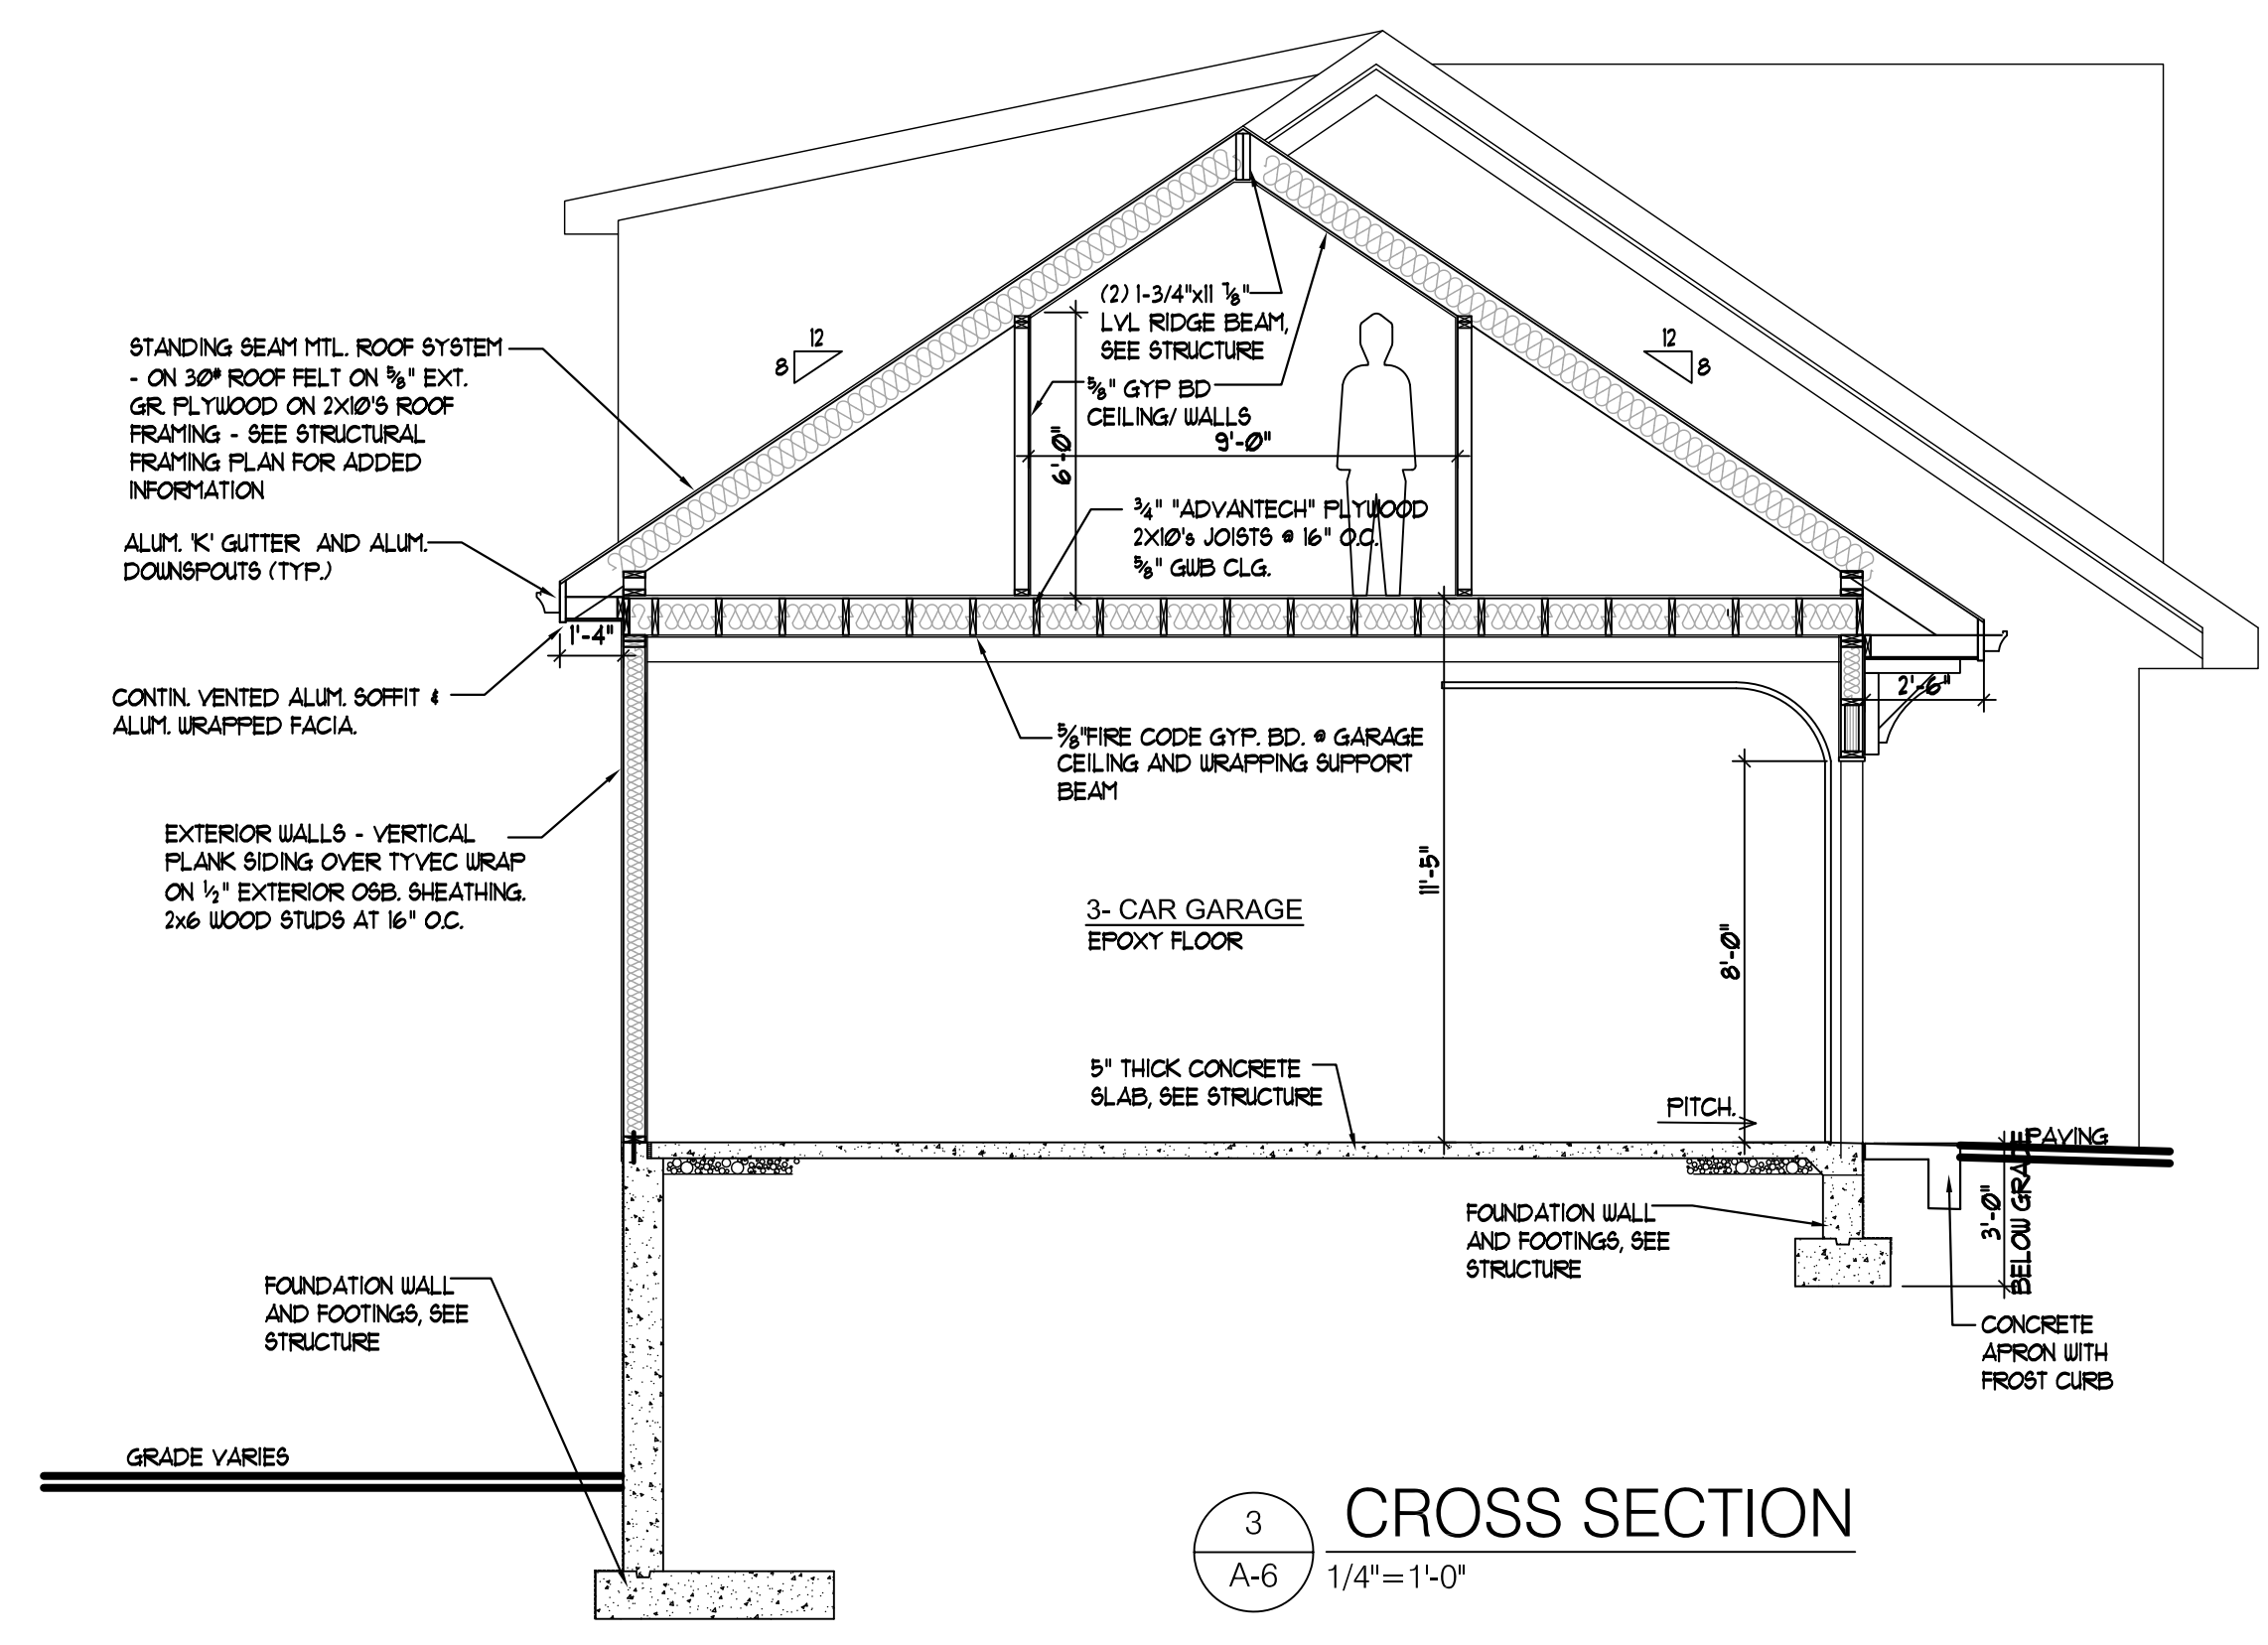 STANDING SEAM MTL. ROOF SYSTEM
- ON 30# ROOF FELT ON 5/8" EXT.
GR. PLYWOOD ON 2X10'S ROOF
FRAMING - SEE STRUCTURAL
FRAMING PLAN FOR ADDED
INFORMATION
ALUM. 'K' GUTTER AND ALUM.
DOWNSPOUTS (TYP.)
1'-4"
CONTIN. VENTED ALUM. SOFFIT &
ALUM. WRAPPED FACIA.
EXTERIOR WALLS - VERTICAL
PLANK SIDING OVER TYVEC WRAP
ON 1/2" EXTERIOR OSB. SHEATHING.
2x6 WOOD STUDS AT 16" O.C.
12
8
12
8
(2) 1-3/4"x11 7/8"
LVL RIDGE BEAM,
SEE STRUCTURE
5/8" GYP BD
CEILING/ WALLS
9'-0"
6'-0"
3/4" "ADVANTECH" PLYWOOD
2X10's JOISTS @ 16" O.C.
5/8" GWB CLG.
2'-6"
5/8"FIRE CODE GYP. BD. @ GARAGE
CEILING AND WRAPPING SUPPORT
BEAM
11'-5"
8'-0"
3- CAR GARAGE
EPOXY FLOOR
5" THICK CONCRETE
SLAB, SEE STRUCTURE
PITCH.
PAVING
3'-0"
BELOW GRADE
FOUNDATION WALL
AND FOOTINGS, SEE
STRUCTURE
FOUNDATION WALL
AND FOOTINGS, SEE
STRUCTURE
CONCRETE
APRON WITH
FROST CURB
GRADE VARIES
3
A-6
CROSS SECTION
1/4"=1'-0"